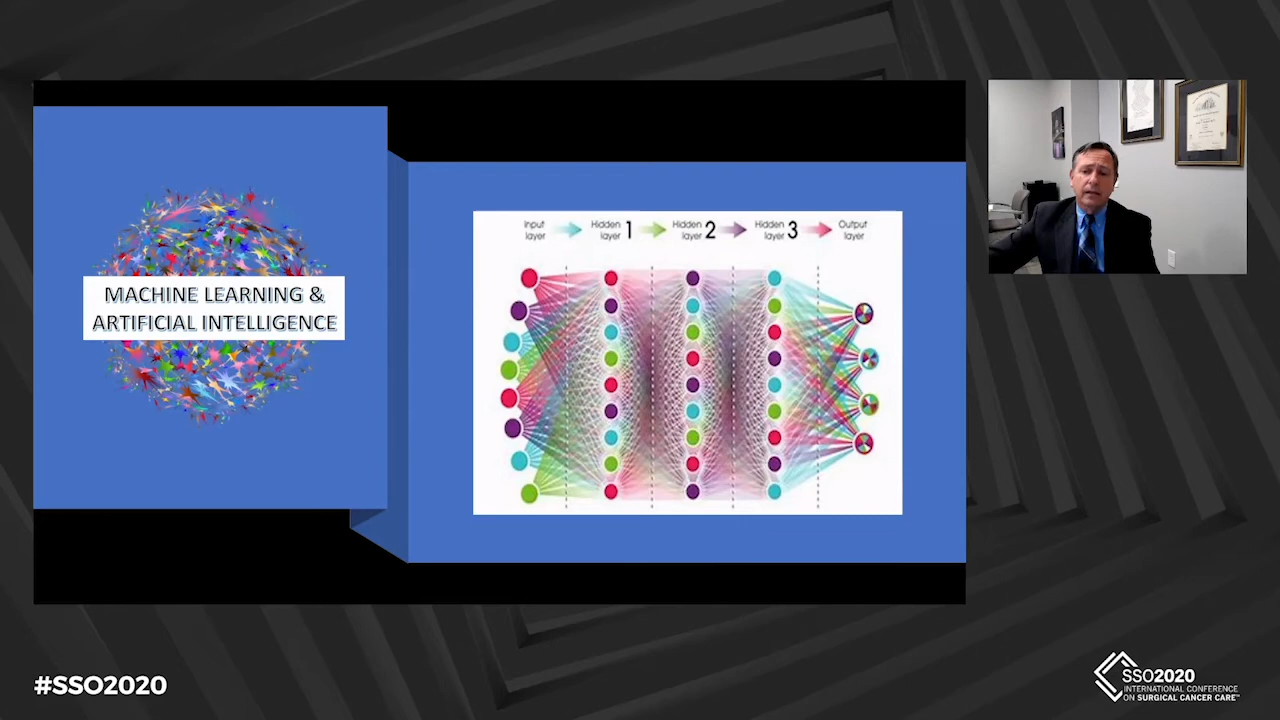 MACHINE LEARNING &
ARTIFICIAL INTELLIGENCE
Input
layer
Hidden
layer 1
Hidden
layer 2
Hidden
layer 3
Output
layer
#SSO2020
SSO2020
INTERNATIONAL CONFERENCE
ON SURGICAL CANCER CARE™